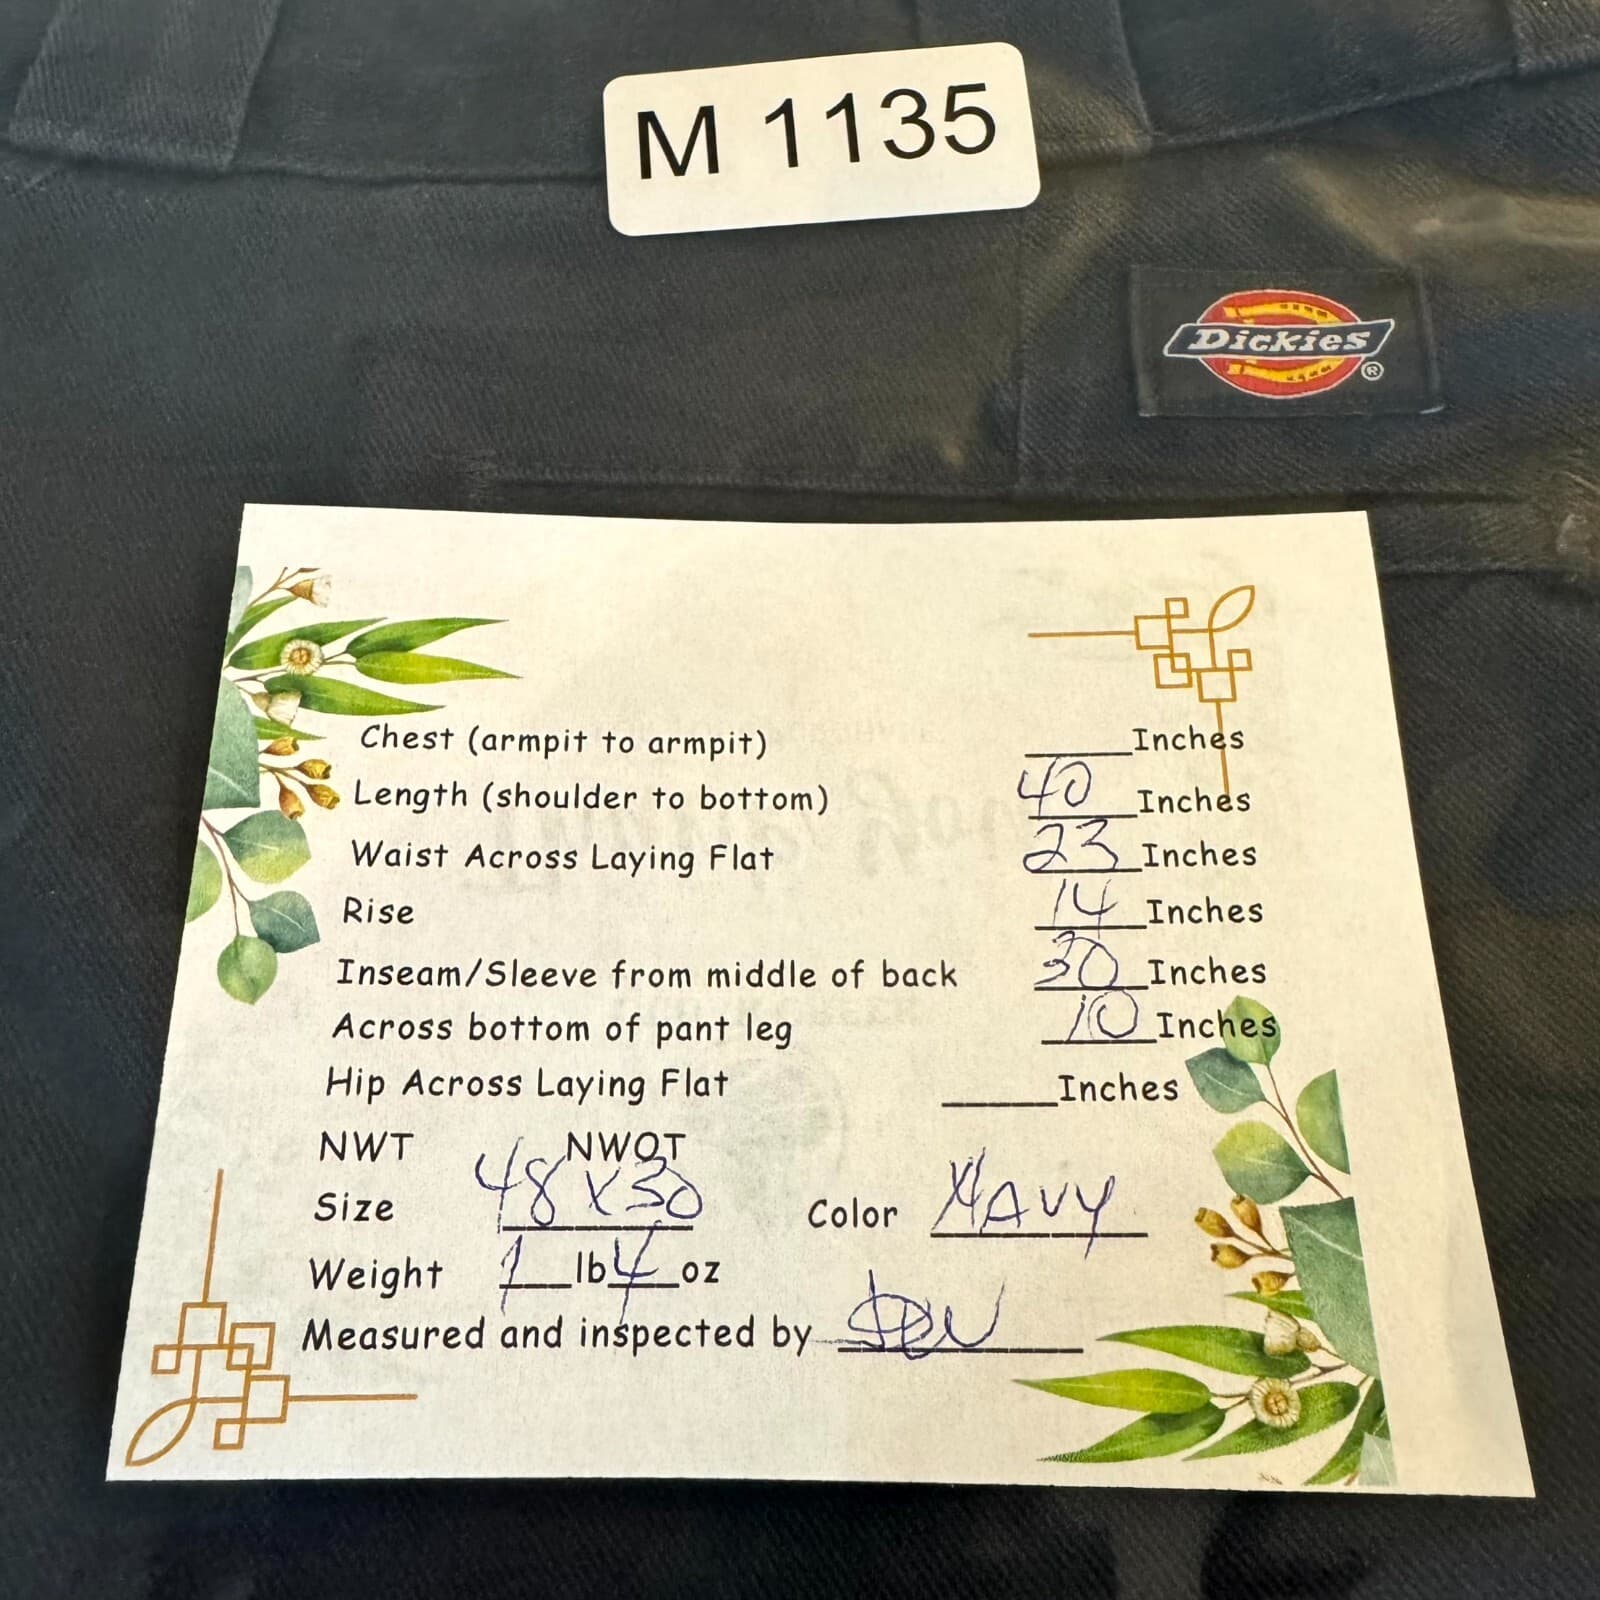 M 1135
Dickies ®
Chest (armpit to armpit) ______Inches
Length (shoulder to bottom) 40 Inches
Waist Across Laying Flat 23 Inches
Rise 14 Inches
Inseam/Sleeve from middle of back 30 Inches
Across bottom of pant leg 10 Inches
Hip Across Laying Flat ______Inches
NWT NWOT
Size 48 X 30 Color NAVY
Weight 1 lb 4 oz
Measured and inspected by